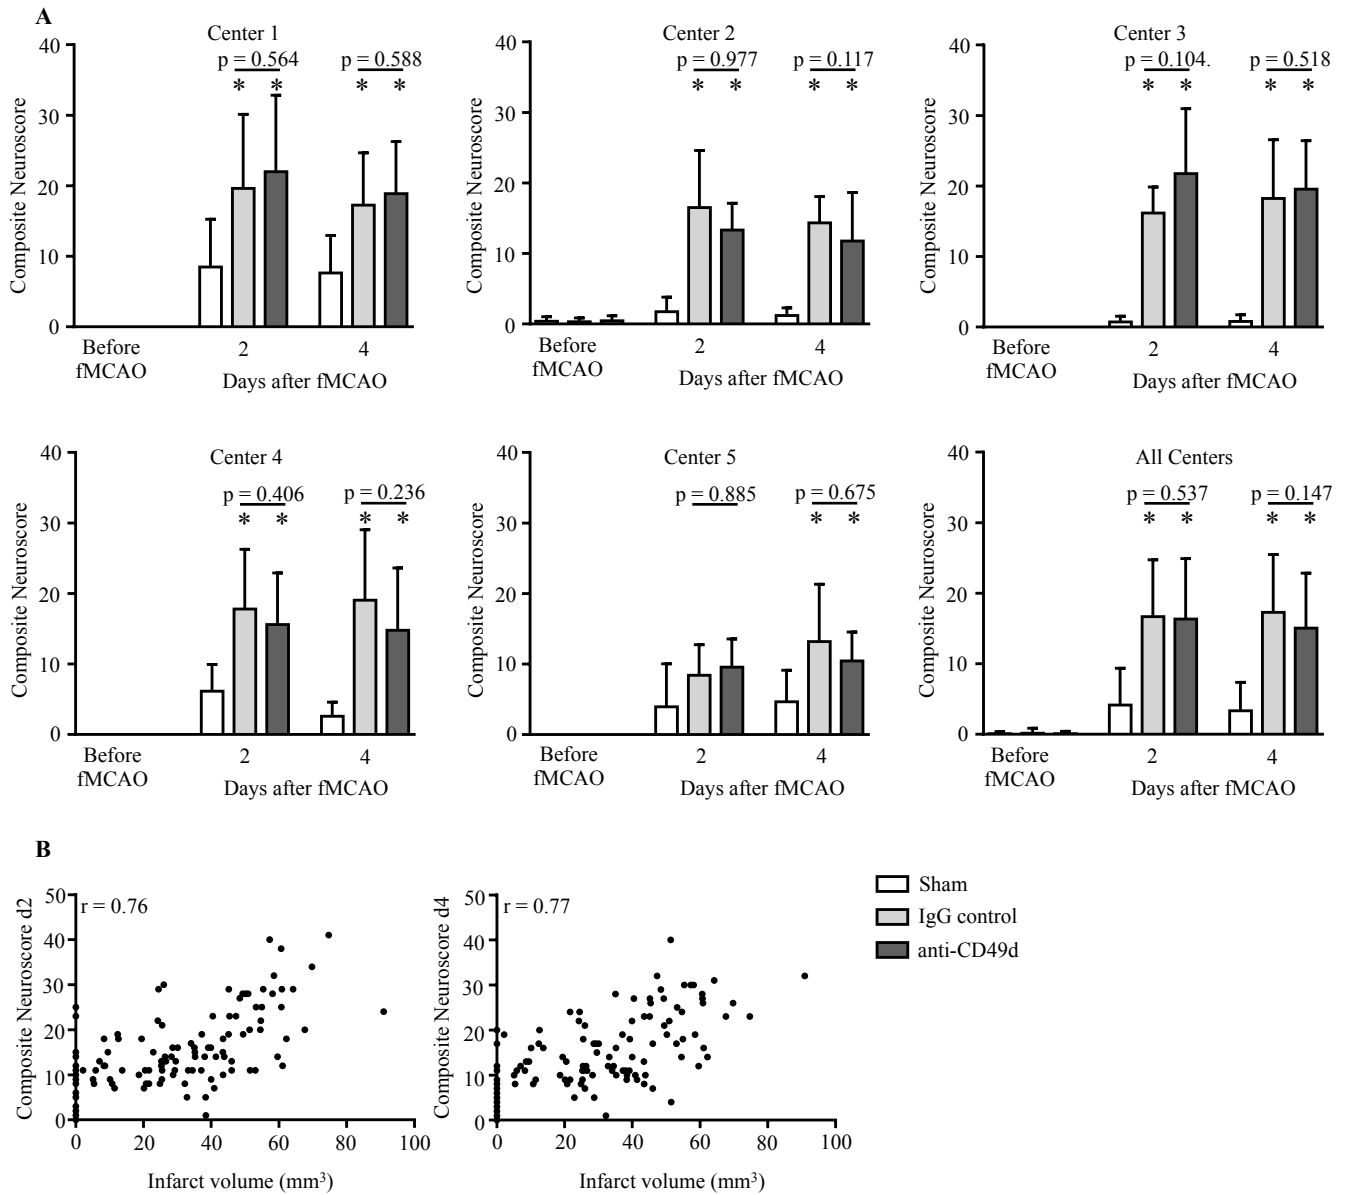 A
Center 1
p = 0.564
p = 0.588
* * * *
Composite Neuroscore
40
30
20
10
0
Before
fMCAO
2
4
Days after fMCAO
Center 2
p = 0.977
p = 0.117
* * * *
Composite Neuroscore
40
30
20
10
0
Before
fMCAO
2
4
Days after fMCAO
Center 3
p = 0.104.
p = 0.518
* * * *
Composite Neuroscore
40
30
20
10
0
Before
fMCAO
2
4
Days after fMCAO
Center 4
p = 0.406
p = 0.236
* * * *
Composite Neuroscore
40
30
20
10
0
Before
fMCAO
2
4
Days after fMCAO
Center 5
p = 0.885
p = 0.675
* *
Composite Neuroscore
40
30
20
10
0
Before
fMCAO
2
4
Days after fMCAO
All Centers
p = 0.537
p = 0.147
* * * *
Composite Neuroscore
40
30
20
10
0
Before
fMCAO
2
4
Days after fMCAO
B
r = 0.76
Composite Neuroscore d2
50
40
30
20
10
0
0 20 40 60 80 100
Infarct volume (mm³)
r = 0.77
Composite Neuroscore d4
50
40
30
20
10
0
0 20 40 60 80 100
Infarct volume (mm³)
Sham
IgG control
anti-CD49d